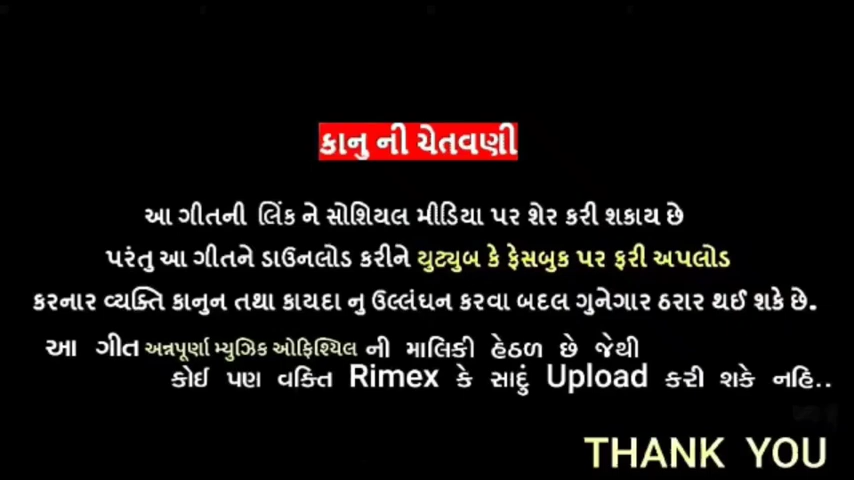 કાનુ ની ચેતવણી
આ ગીતની લિંક ને સોશિયલ મીડિયા પર શેર કરી શકાય છે
પરંતુ આ ગીતને ડાઉનલોડ કરીને યુટ્યુબ કે ફેસબુક પર ફરી અપલોડ
કરનાર વ્યક્તિ કાનુન તથા કાયદા નુ ઉલ્લંઘન કરવા બદલ ગુનેગાર ઠરાર થઈ શકે છે.
આ ગીત અન્નપૂર્ણા મ્યુઝિક ઓફિશ્યિલ ની માલિકી હેઠળ છે જેથી
કોઈ પણ વક્તિ Rimex કે સાદું Upload કરી શકે નહિ..
THANK YOU